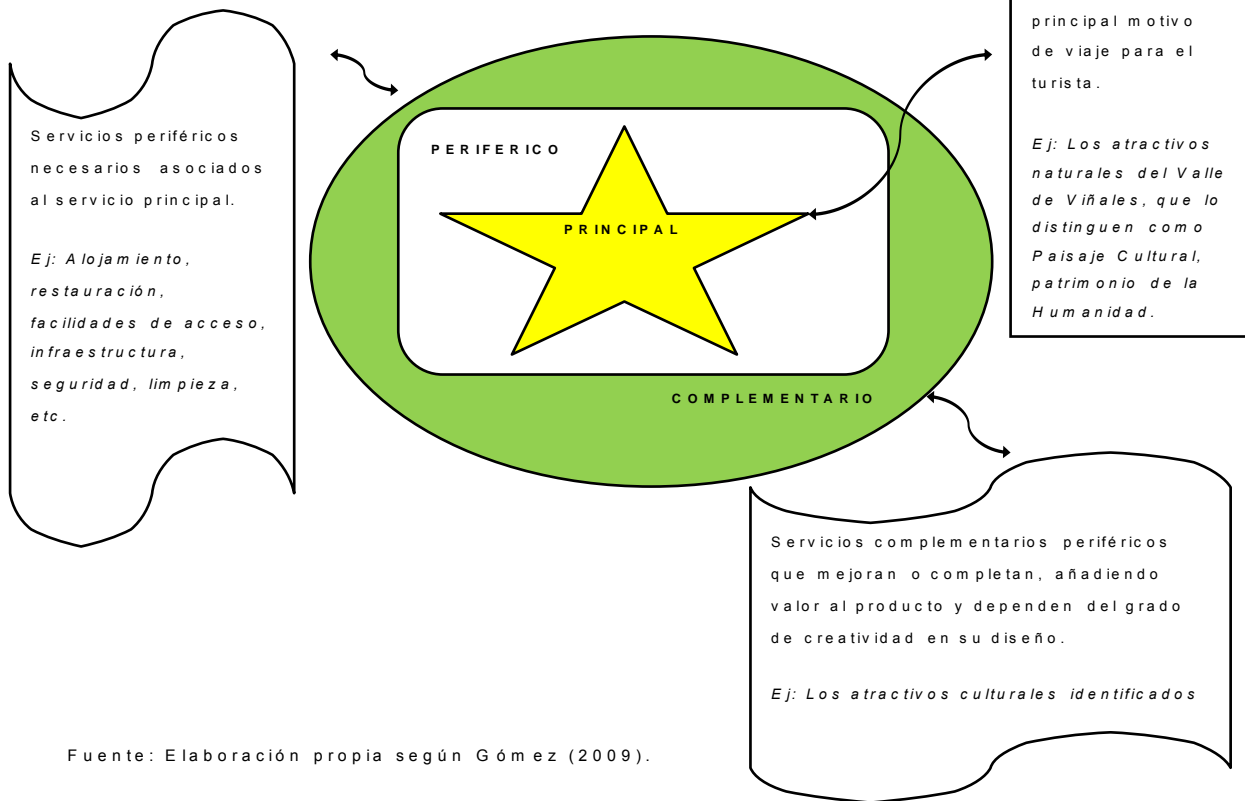 principal motivo
de viaje para el
turista.
Ej: Los atractivos
naturales del Valle
de Viñales, que lo
distinguen como
Paisaje Cultural,
patrimonio de la
Humanidad.
Servicios periféricos
necesarios asociados
al servicio principal.
Ej: Alojamiento,
restauración,
facilidades de acceso,
infraestructura,
seguridad, limpieza,
etc.
PERIFERICO
PRINCIPAL
COMPLEMENTARIO
Servicios complementarios periféricos
que mejoran o completan, añadiendo
valor al producto y dependen del grado
de creatividad en su diseño.
Ej: Los atractivos culturales identificados
Fuente: Elaboración propia según Gómez (2009).